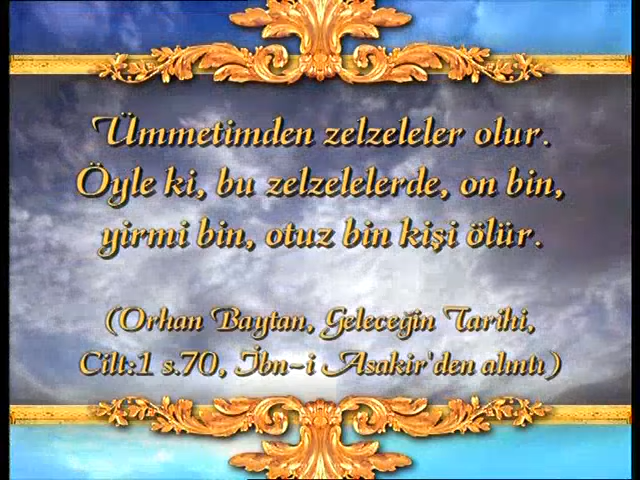 Ümmetimden zelzeleler olur.
Öyle ki, bu zelzelelerde, on bin,
yirmi bin, otuz bin kişi ölür.
(Orhan Baytan, Geleceğin Tarihi,
Cilt:1 s.70, İbn-i Asakir'den alıntı)